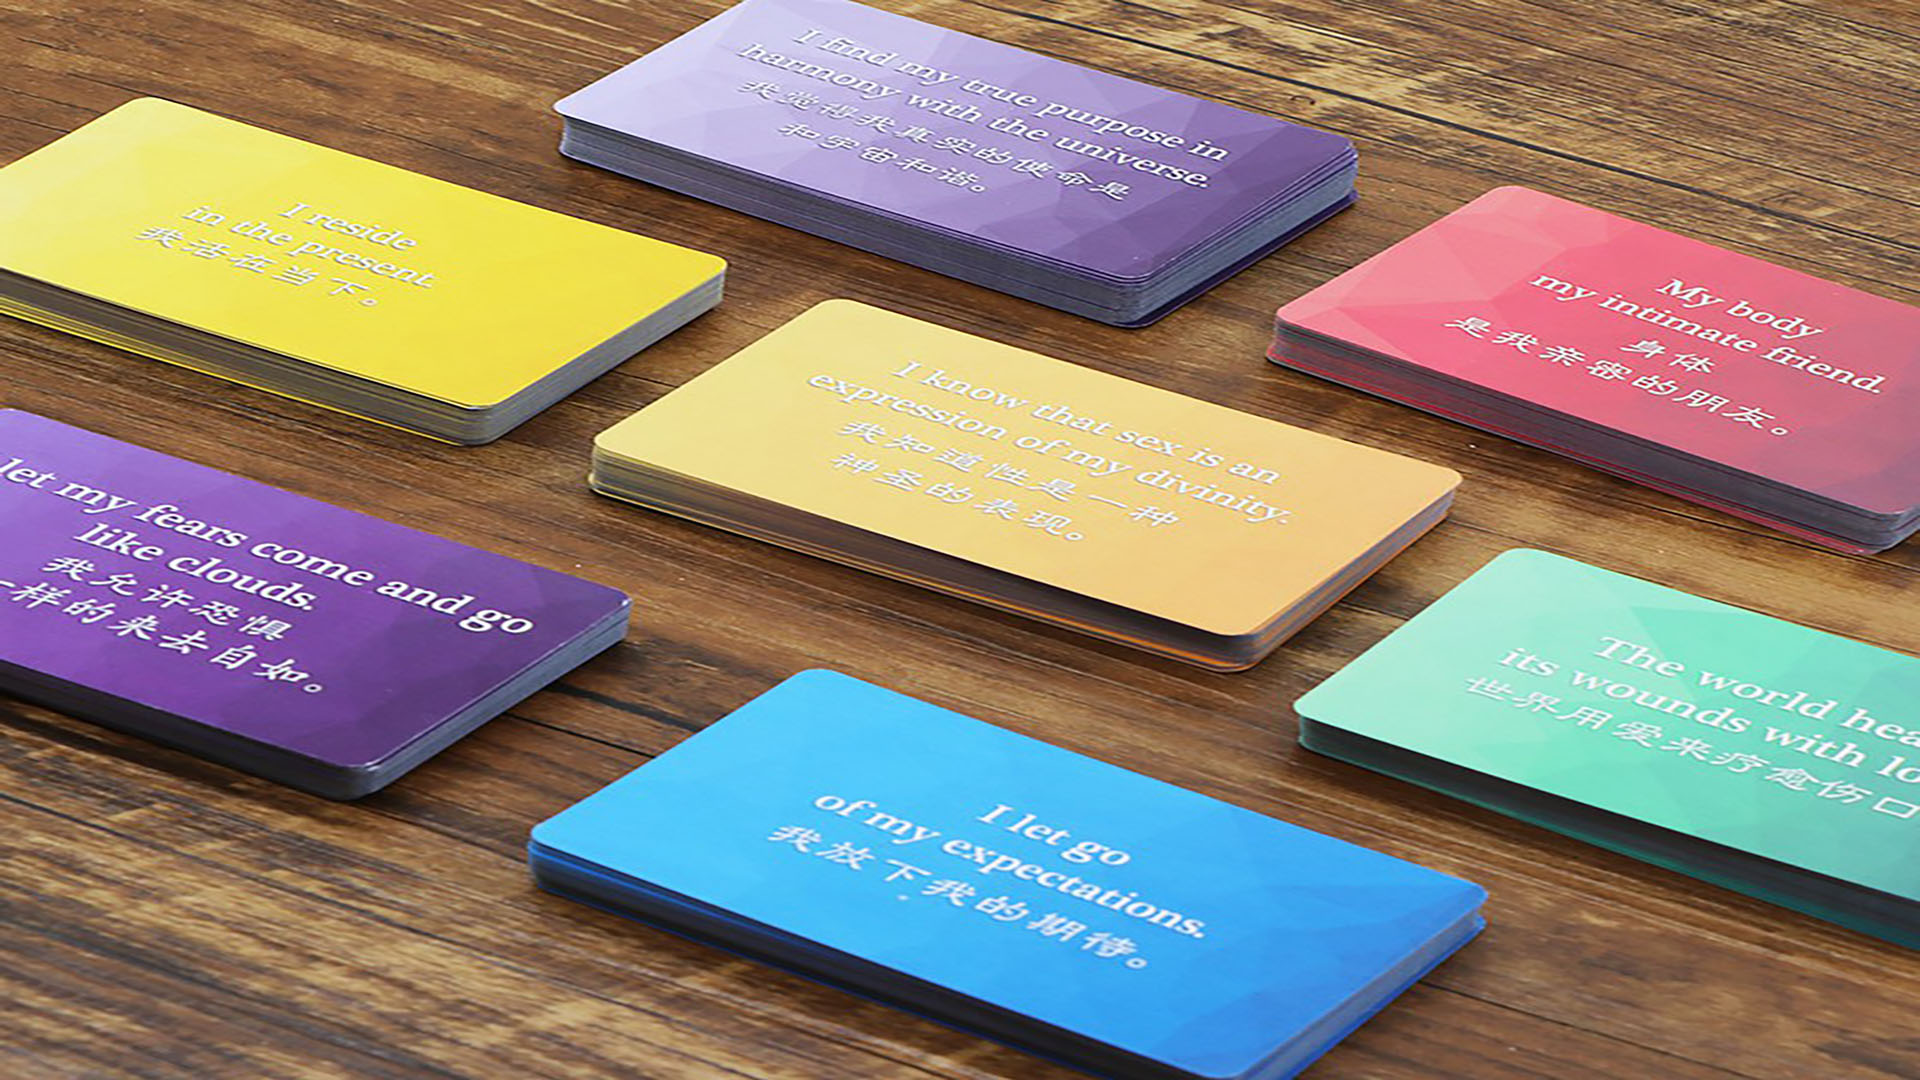 I find my true purpose in
harmony with the universe.
我觉得我真实的使命是
和宇宙和谐。
I reside
in the present.
我活在当下。
My body
my intimate friend.
身体
是我亲密的朋友。
I know that sex is an
expression of my divinity.
我知道性是一种
神圣的表现。
let my fears come and go
like clouds.
我允许恐惧
一样的来去自如。
The world hea
its wounds with lo
世界用爱来疗愈伤口
I let go
of my expectations.
我放下我的期待。